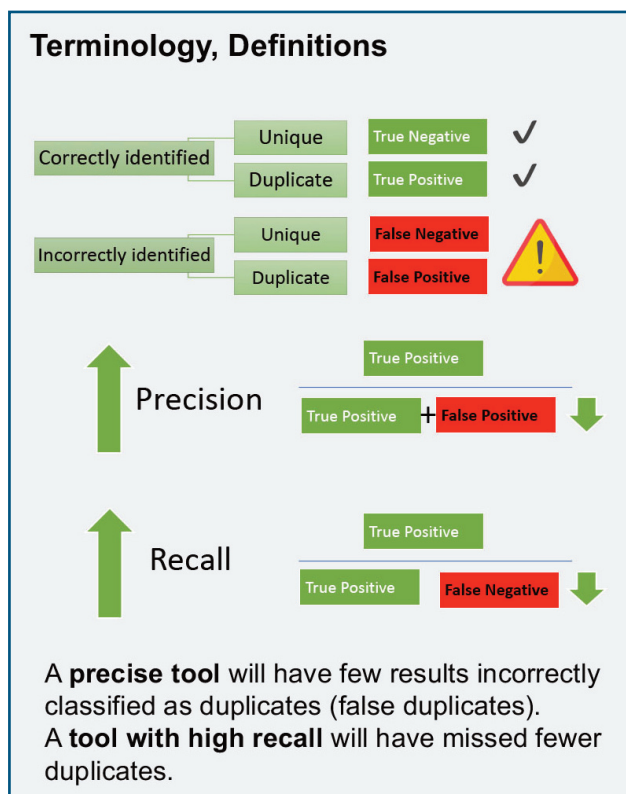 Terminology, Definitions
Correctly identified
Unique
True Negative
✓
Duplicate
True Positive
✓
Incorrectly identified
Unique
False Negative
!
Duplicate
False Positive
Precision
True Positive
True Positive + False Positive
Recall
True Positive
True Positive False Negative
A precise tool will have few results incorrectly
classified as duplicates (false duplicates).
A tool with high recall will have missed fewer
duplicates.